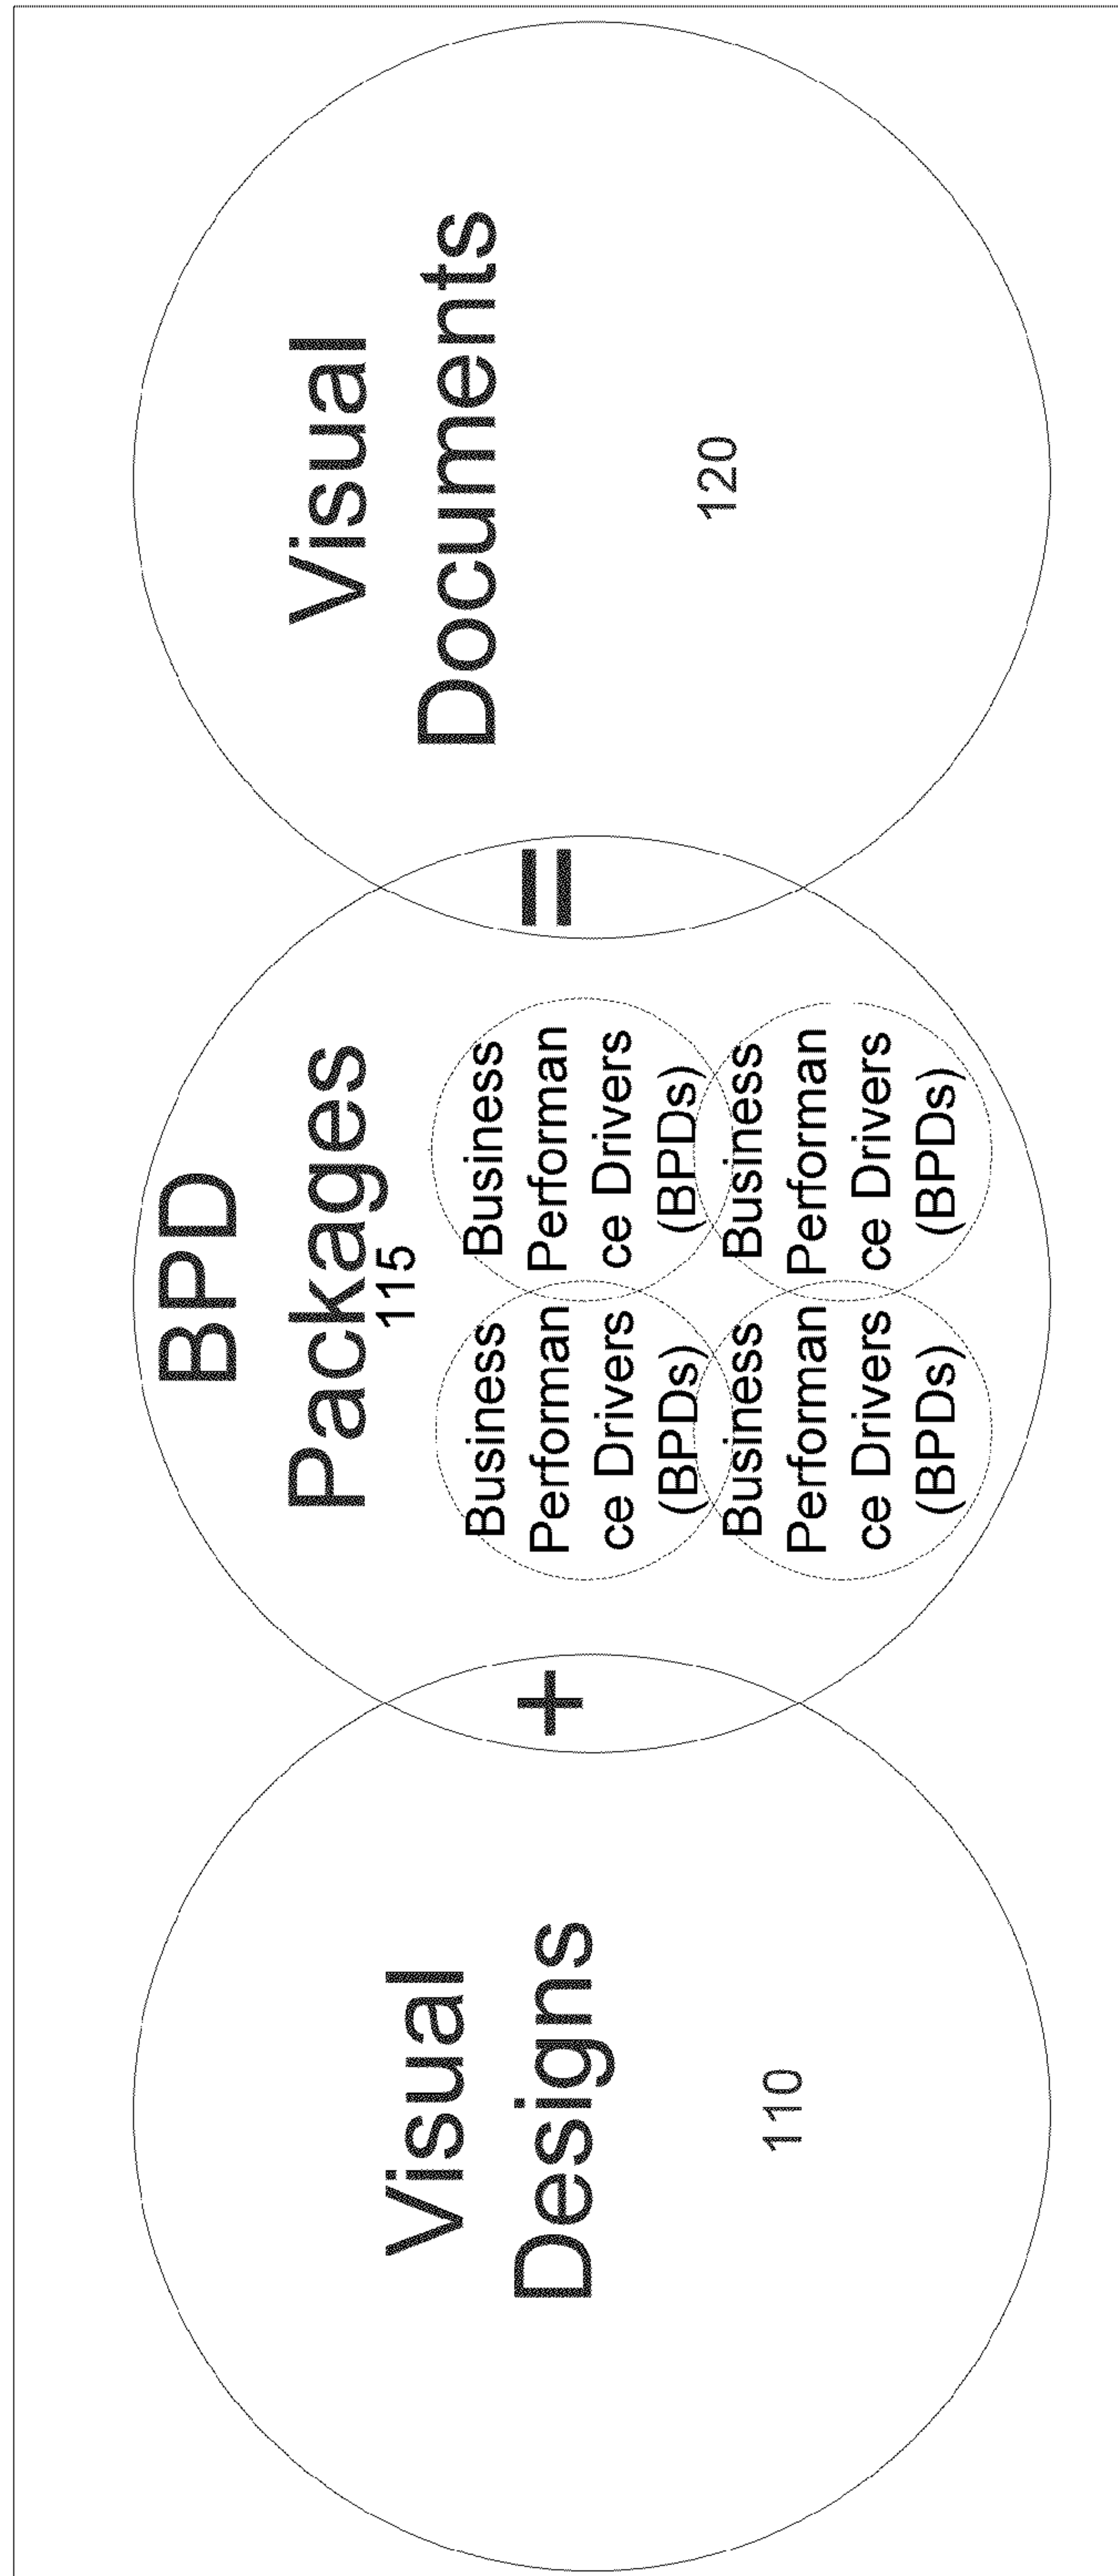 Visual
Designs
110
+
BPD
Packages
115
Business
Performan
ce Drivers
(BPDs)
Business
Performan
ce Drivers
(BPDs)
Business
Performan
ce Drivers
(BPDs)
Business
Performan
ce Drivers
(BPDs)
=
Visual
Documents
120